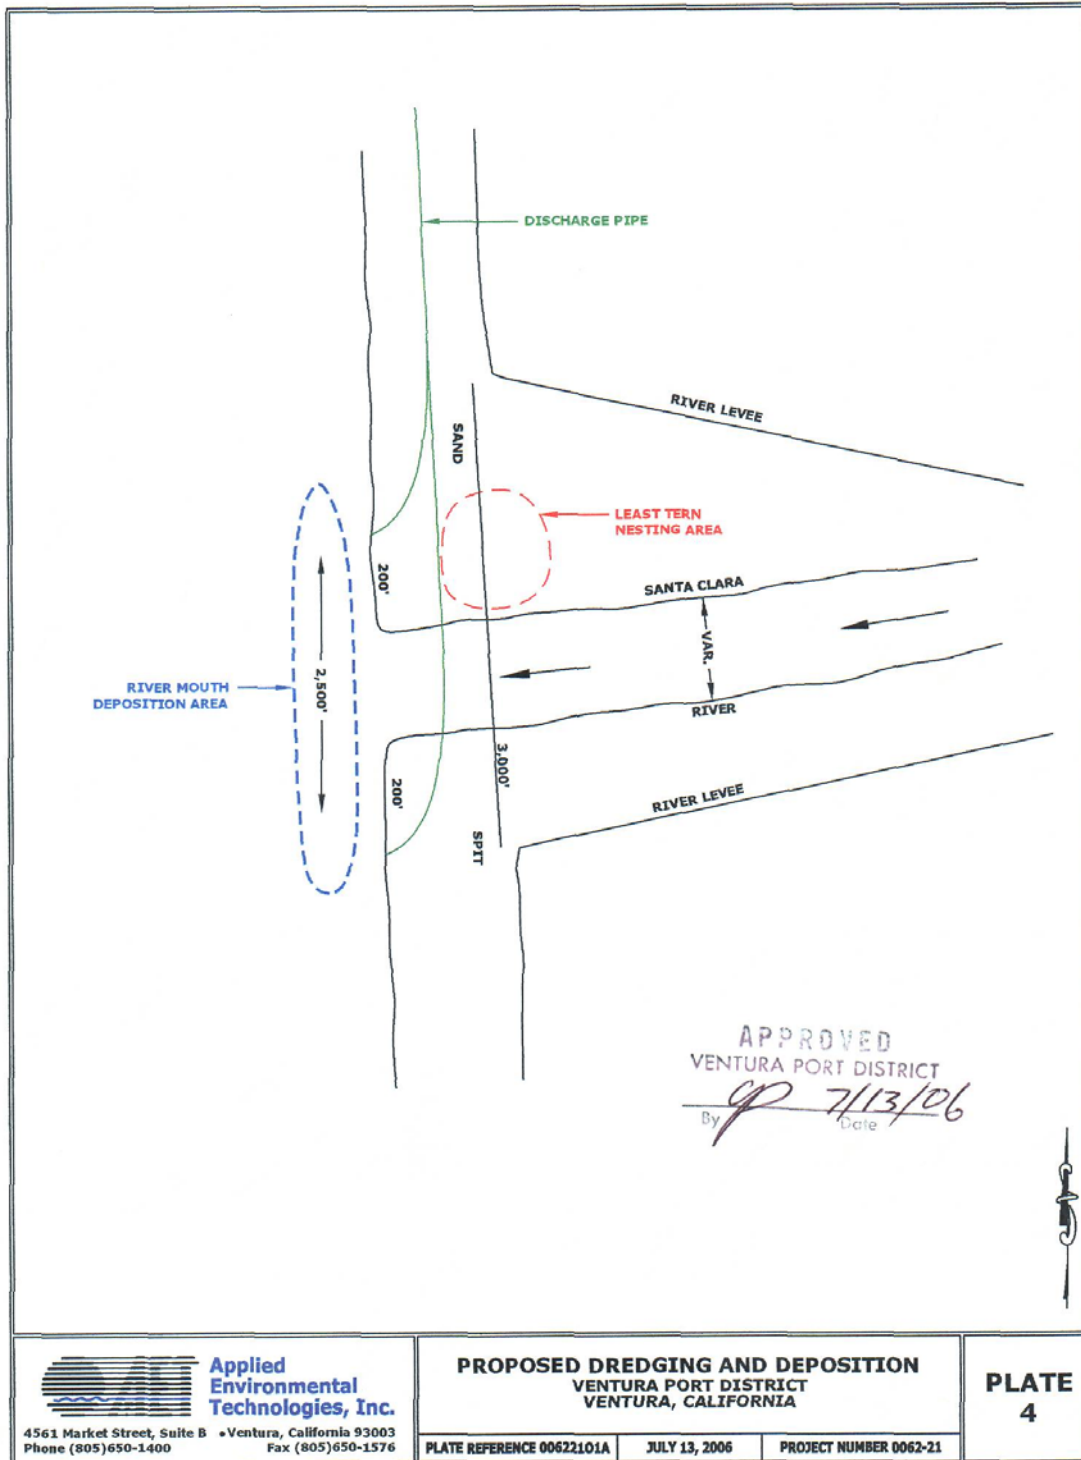 DISCHARGE PIPE
RIVER LEVEE
SAND
LEAST TERN
NESTING AREA
200'
SANTA CLARA
VAR.
2,500'
RIVER MOUTH
DEPOSITION AREA
RIVER
3,000'
200'
RIVER LEVEE
SPIT
APPROVED
VENTURA PORT DISTRICT
7/13/06
By
Date
AET
Applied
Environmental
Technologies, Inc.
4561 Market Street, Suite B • Ventura, California 93003
Phone (805)650-1400 Fax (805)650-1576
PROPOSED DREDGING AND DEPOSITION
VENTURA PORT DISTRICT
VENTURA, CALIFORNIA
PLATE REFERENCE 00622101A
JULY 13, 2006
PROJECT NUMBER 0062-21
PLATE
4